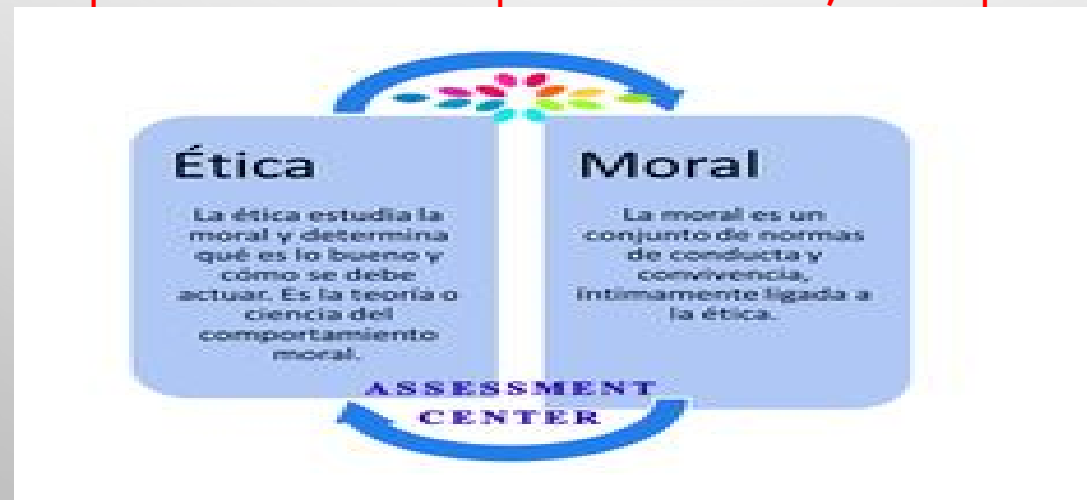 Ética
La ética estudia la
moral y determina
qué es lo bueno y
cómo se debe
actuar. Es la teoría o
ciencia del
comportamiento
moral.
Moral
La moral es un
conjunto de normas
de conducta y
convivencia,
íntimamente ligada a
la ética.
ASSESSMENT
CENTER